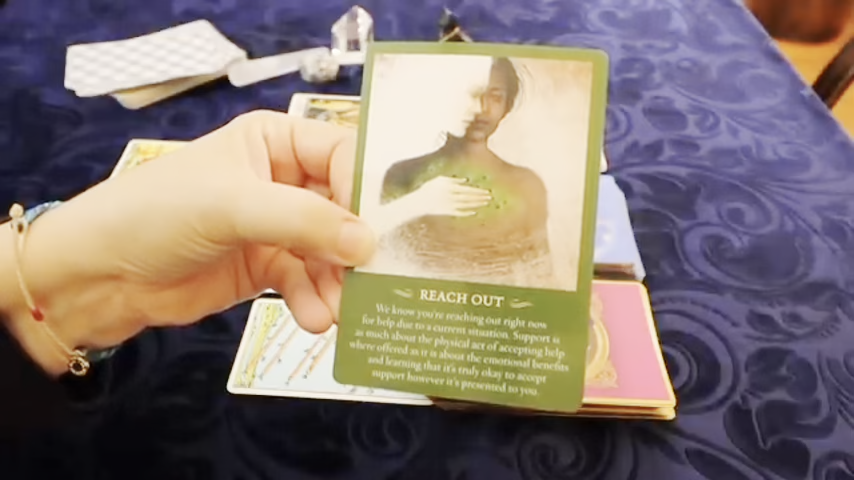 REACH OUT
We know you're reaching out right now
for help due to a current situation. Support is
as much about the physical act of accepting help
where offered as it is about the emotional benefits
and learning that it's truly okay to accept
support however it's presented to you.